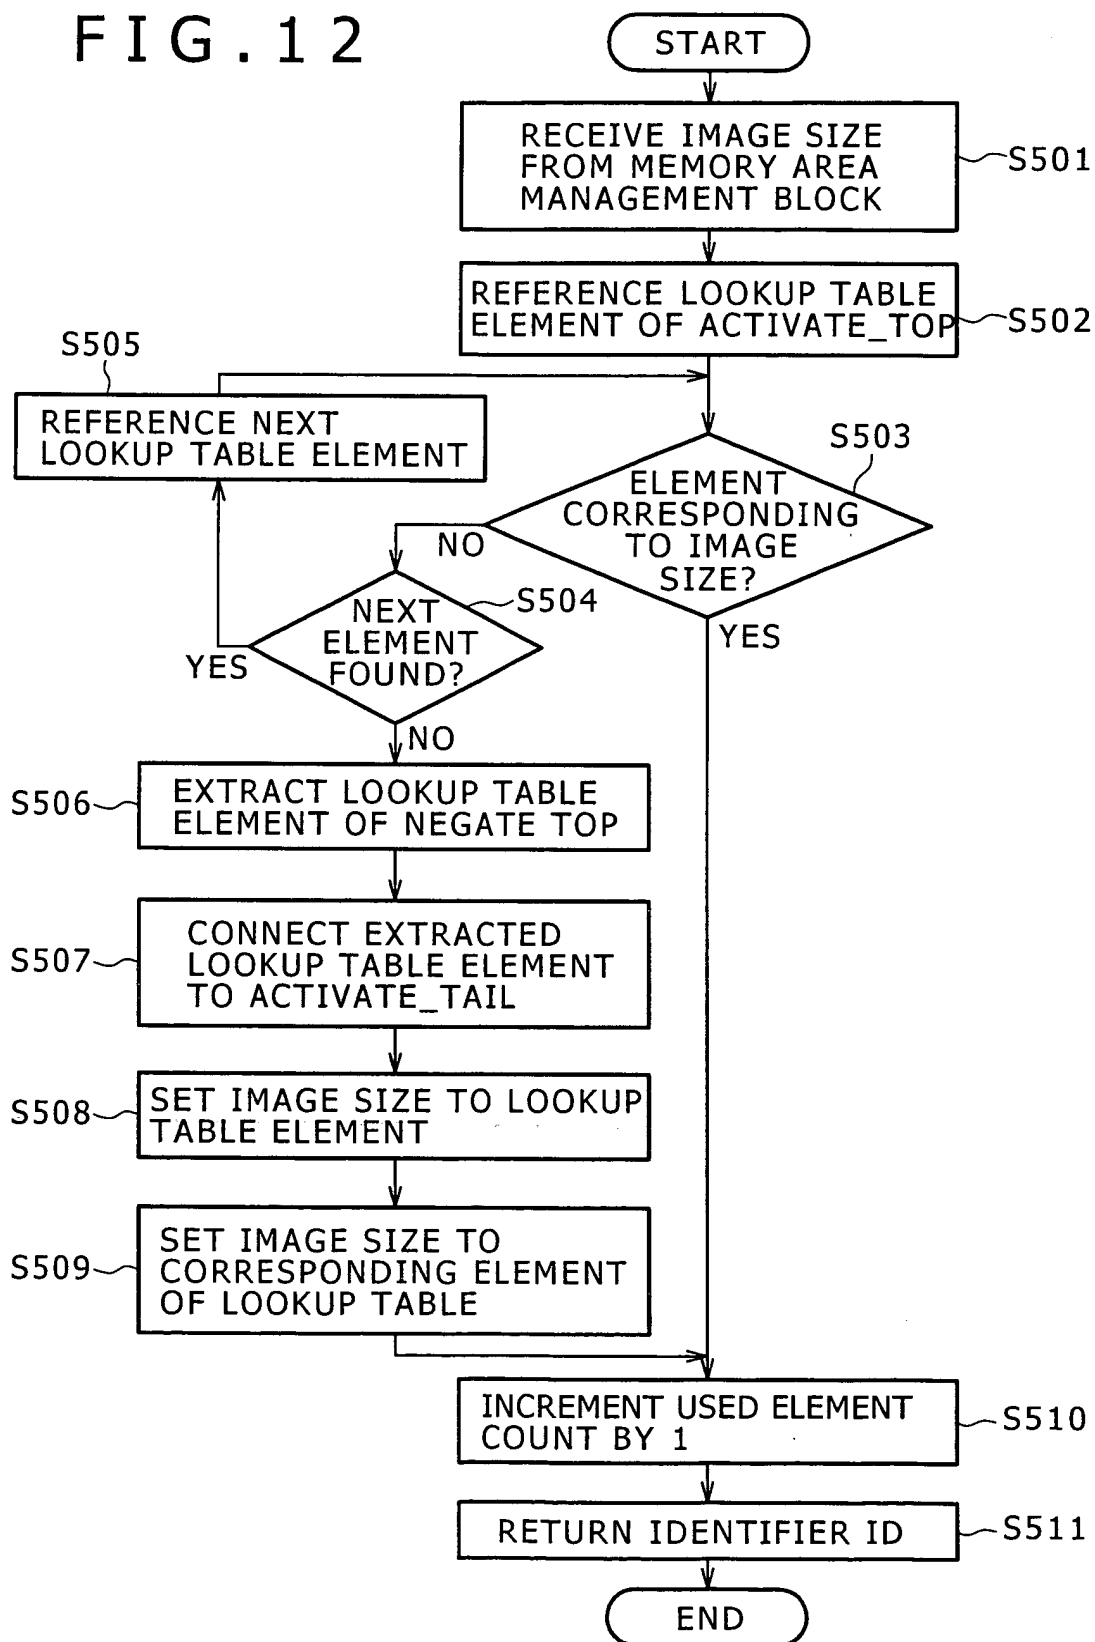 FIG.12
START
RECEIVE IMAGE SIZE
FROM MEMORY AREA
MANAGEMENT BLOCK
S501
REFERENCE LOOKUP TABLE
ELEMENT OF ACTIVATE_TOP
S502
S505
REFERENCE NEXT
LOOKUP TABLE ELEMENT
S503
ELEMENT
CORRESPONDING
TO IMAGE
SIZE?
NO
YES
S504
NEXT
ELEMENT
FOUND?
YES
NO
S506
EXTRACT LOOKUP TABLE
ELEMENT OF NEGATE TOP
S507
CONNECT EXTRACTED
LOOKUP TABLE ELEMENT
TO ACTIVATE_TAIL
S508
SET IMAGE SIZE TO LOOKUP
TABLE ELEMENT
S509
SET IMAGE SIZE TO
CORRESPONDING ELEMENT
OF LOOKUP TABLE
INCREMENT USED ELEMENT
COUNT BY 1
S510
RETURN IDENTIFIER ID
S511
END